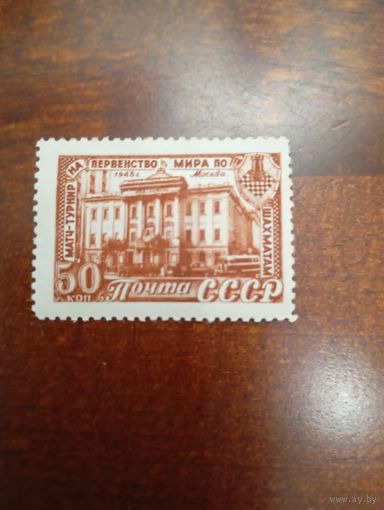 МАТЧ-ТУРНИР НА ПЕРВЕНСТВО МИРА ПО ШАХМАТАМ
1948 г. Москва
50 КОП
Почта СССР
www.ay.by